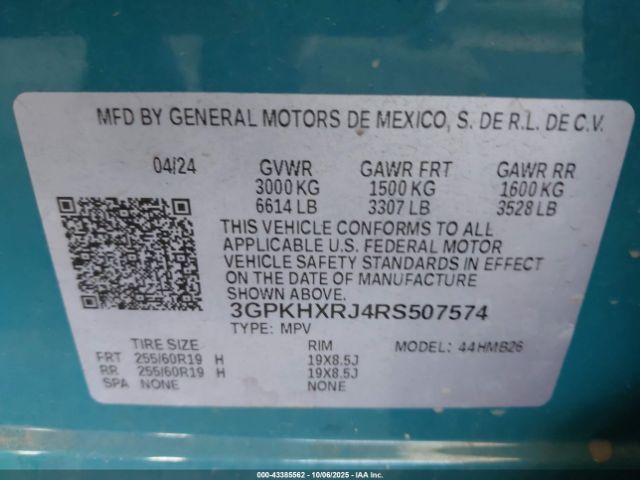 MFD BY GENERAL MOTORS DE MEXICO, S. DE R.L. DE C.V.
04/24 GVWR GAWR FRT GAWR RR
3000 KG 1500 KG 1600 KG
6614 LB 3307 LB 3528 LB
THIS VEHICLE CONFORMS TO ALL
APPLICABLE U.S. FEDERAL MOTOR
VEHICLE SAFETY STANDARDS IN EFFECT
ON THE DATE OF MANUFACTURE
SHOWN ABOVE.
3GPKHXRJ4RS507574
TYPE: MPV
TIRE SIZE RIM MODEL: 44HMB26
FRT 255/60R19 H 19X8.5J
RR 255/60R19 H 19X8.5J
SPA NONE NONE
000-43385562 | 10/06/2025 | IAA Inc.